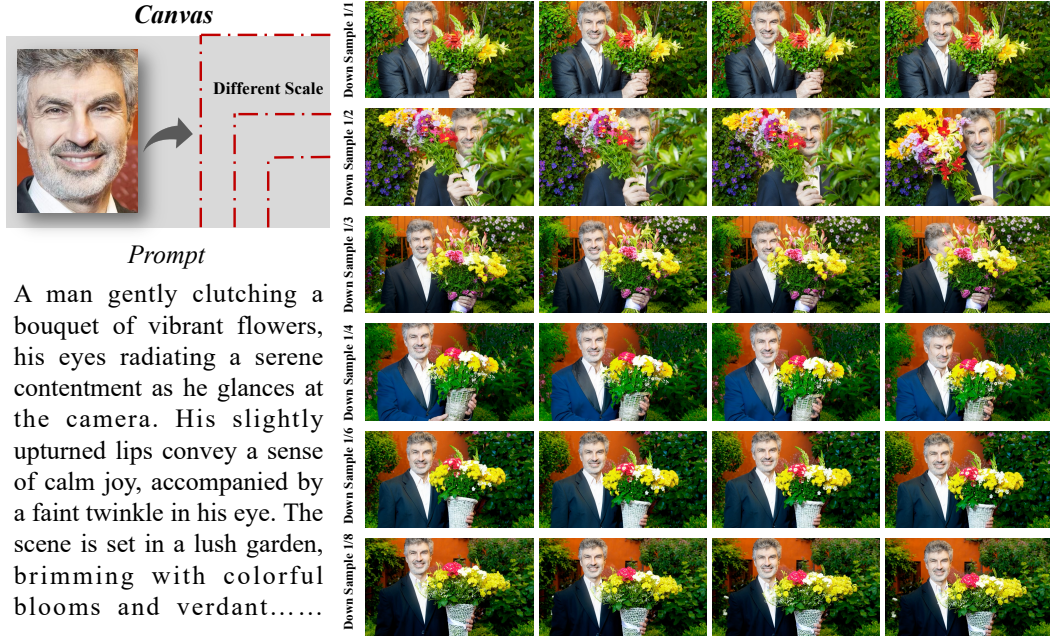 Canvas
Different Scale
Prompt
A man gently clutching a
bouquet of vibrant flowers,
his eyes radiating a serene
contentment as he glances at
the camera. His slightly
upturned lips convey a sense
of calm joy, accompanied by
a faint twinkle in his eye. The
scene is set in a lush garden,
brimming with colorful
blooms and verdant……
Down Sample 1/1
Down Sample 1/2
Down Sample 1/3
Down Sample 1/4
Down Sample 1/6
Down Sample 1/8